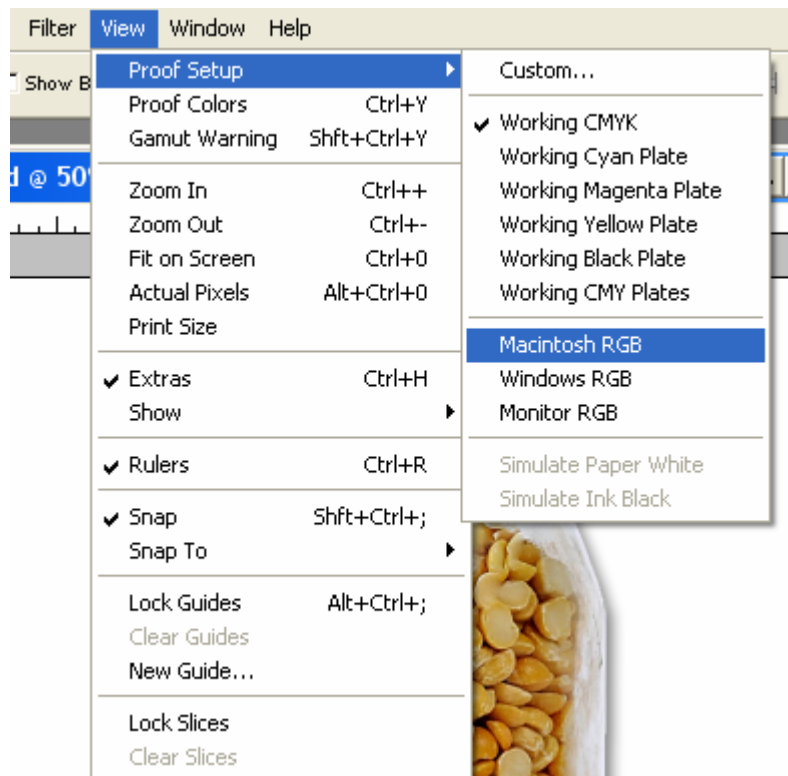 Filter View Window Help
Show B
d @ 50
Proof Setup
Proof Colors Ctrl+Y
Gamut Warning Shft+Ctrl+Y
Zoom In Ctrl++
Zoom Out Ctrl+-
Fit on Screen Ctrl+0
Actual Pixels Alt+Ctrl+0
Print Size
Extras Ctrl+H
Show
Rulers Ctrl+R
Snap Shft+Ctrl+;
Snap To
Lock Guides Alt+Ctrl+;
Clear Guides
New Guide...
Lock Slices
Clear Slices
Custom...
Working CMYK
Working Cyan Plate
Working Magenta Plate
Working Yellow Plate
Working Black Plate
Working CMY Plates
Macintosh RGB
Windows RGB
Monitor RGB
Simulate Paper White
Simulate Ink Black